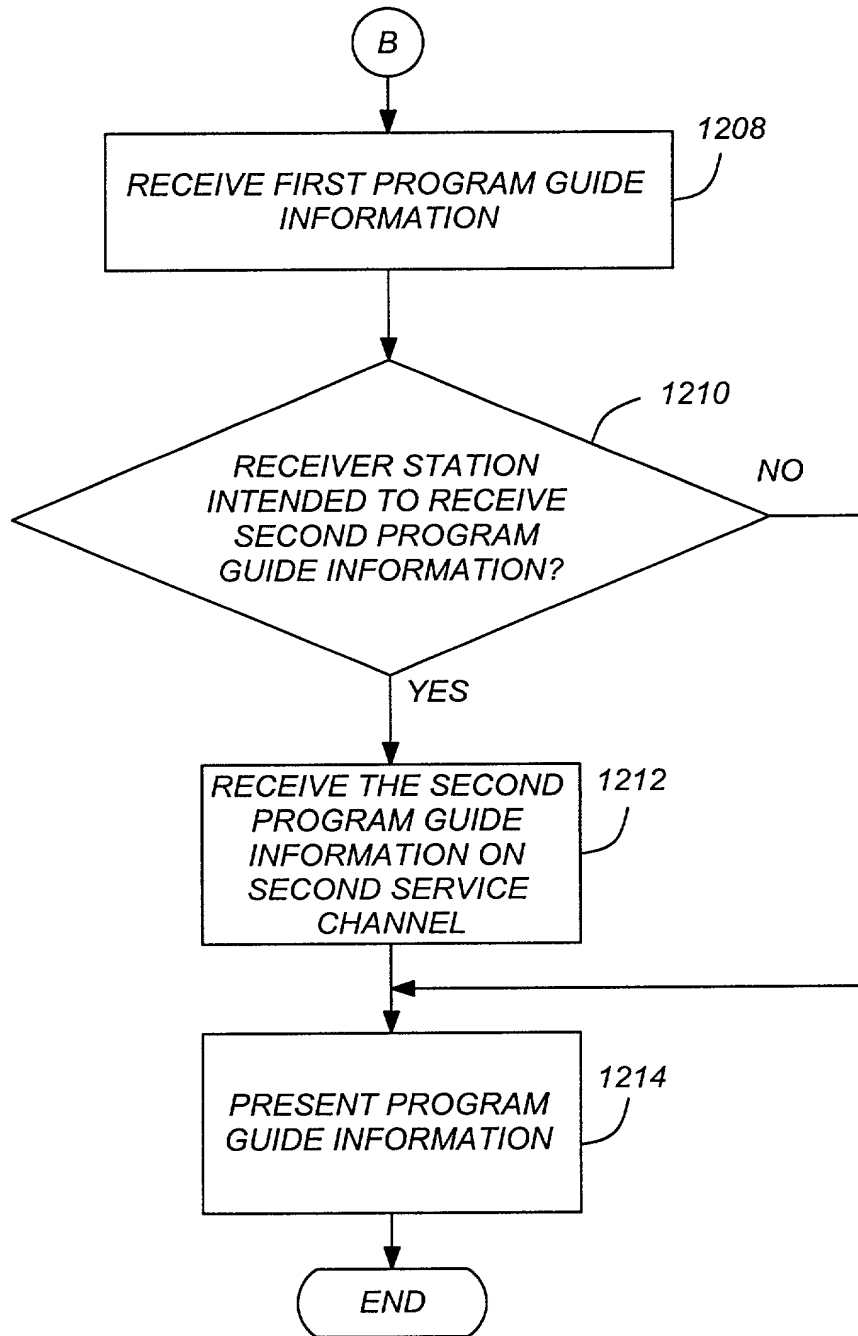 B
1208
RECEIVE FIRST PROGRAM GUIDE
INFORMATION
1210
RECEIVER STATION
INTENDED TO RECEIVE
SECOND PROGRAM
GUIDE INFORMATION?
NO
YES
1212
RECEIVE THE SECOND
PROGRAM GUIDE
INFORMATION ON
SECOND SERVICE
CHANNEL
1214
PRESENT PROGRAM
GUIDE INFORMATION
END